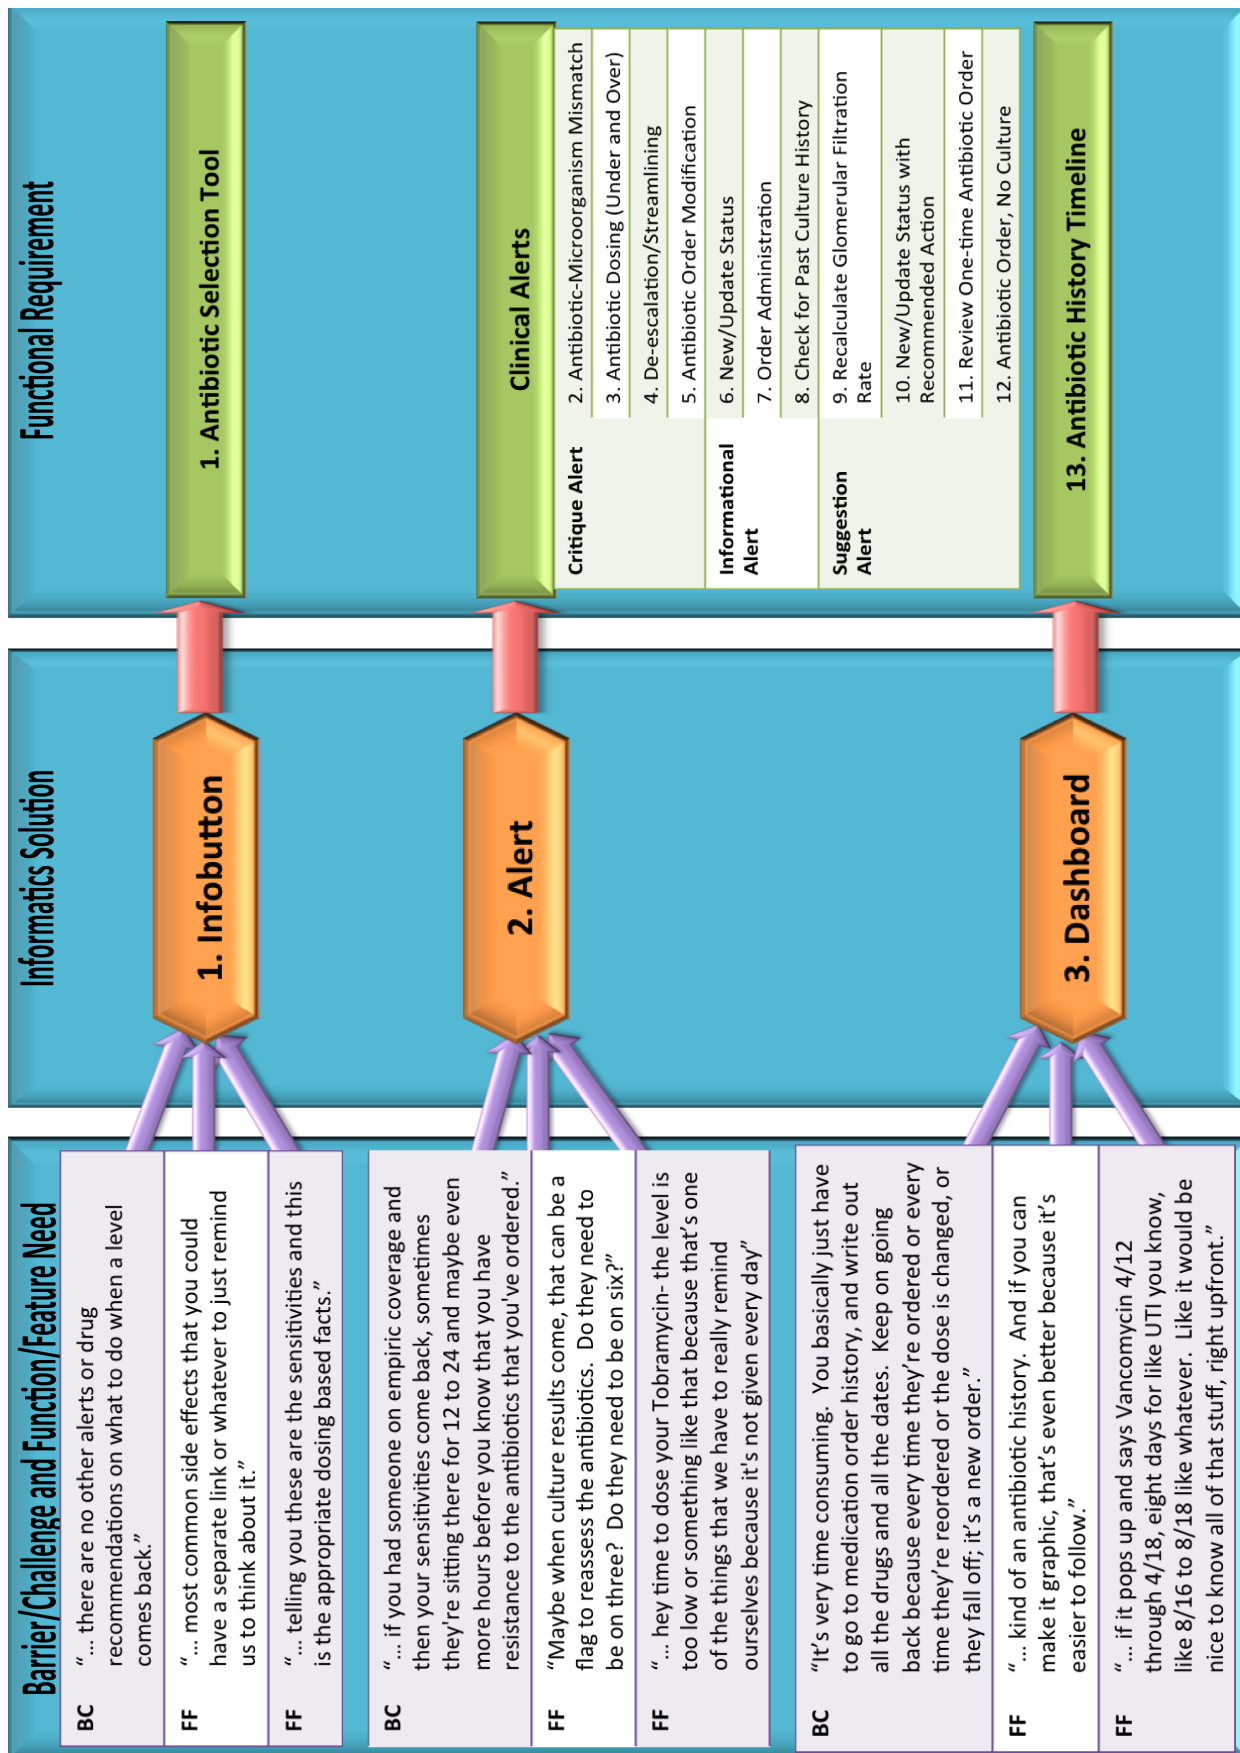 Barrier/Challenge and Function/Feature Need
BC
“… there are no other alerts or drug
recommendations on what to do when a level
comes back.”
FF
“… most common side effects that you could
have a separate link or whatever to just remind
us to think about it.”
FF
“… telling you these are the sensitivities and this
is the appropriate dosing based facts.”
BC
“… if you had someone on empiric coverage and
then your sensitivities come back, sometimes
they're sitting there for 12 to 24 and maybe even
more hours before you know that you have
resistance to the antibiotics that you've ordered.”
FF
“Maybe when culture results come, that can be a
flag to reassess the antibiotics.  Do they need to
be on three?  Do they need to be on six?”
FF
“… hey time to dose your Tobramycin- the level is
too low or something like that because that’s one
of the things that we have to really remind
ourselves because it's not given every day”
BC
“It’s very time consuming.  You basically just have
to go to medication order history, and write out
all the drugs and all the dates.  Keep on going
back because every time they’re ordered or every
time they’re reordered or the dose is changed, or
they fall off; it’s a new order.”
FF
“… kind of an antibiotic history.  And if you can
make it graphic, that’s even better because it’s
easier to follow.”
FF
“… if it pops up and says Vancomycin 4/12
through 4/18, eight days for like UTI you know,
like 8/16 to 8/18 like whatever.  Like it would be
nice to know all of that stuff, right upfront.”
Informatics Solution
1. Infobutton
2. Alert
3. Dashboard
Functional Requirement
1. Antibiotic Selection Tool
Clinical Alerts
Critique Alert
2. Antibiotic-Microorganism Mismatch
3. Antibiotic Dosing (Under and Over)
4. De-escalation/Streamlining
5. Antibiotic Order Modification
Informational
Alert
6. New/Update Status
7. Order Administration
8. Check for Past Culture History
Suggestion
Alert
9. Recalculate Glomerular Filtration
Rate
10. New/Update Status with
Recommended Action
11. Review One-time Antibiotic Order
12. Antibiotic Order, No Culture
13. Antibiotic History Timeline